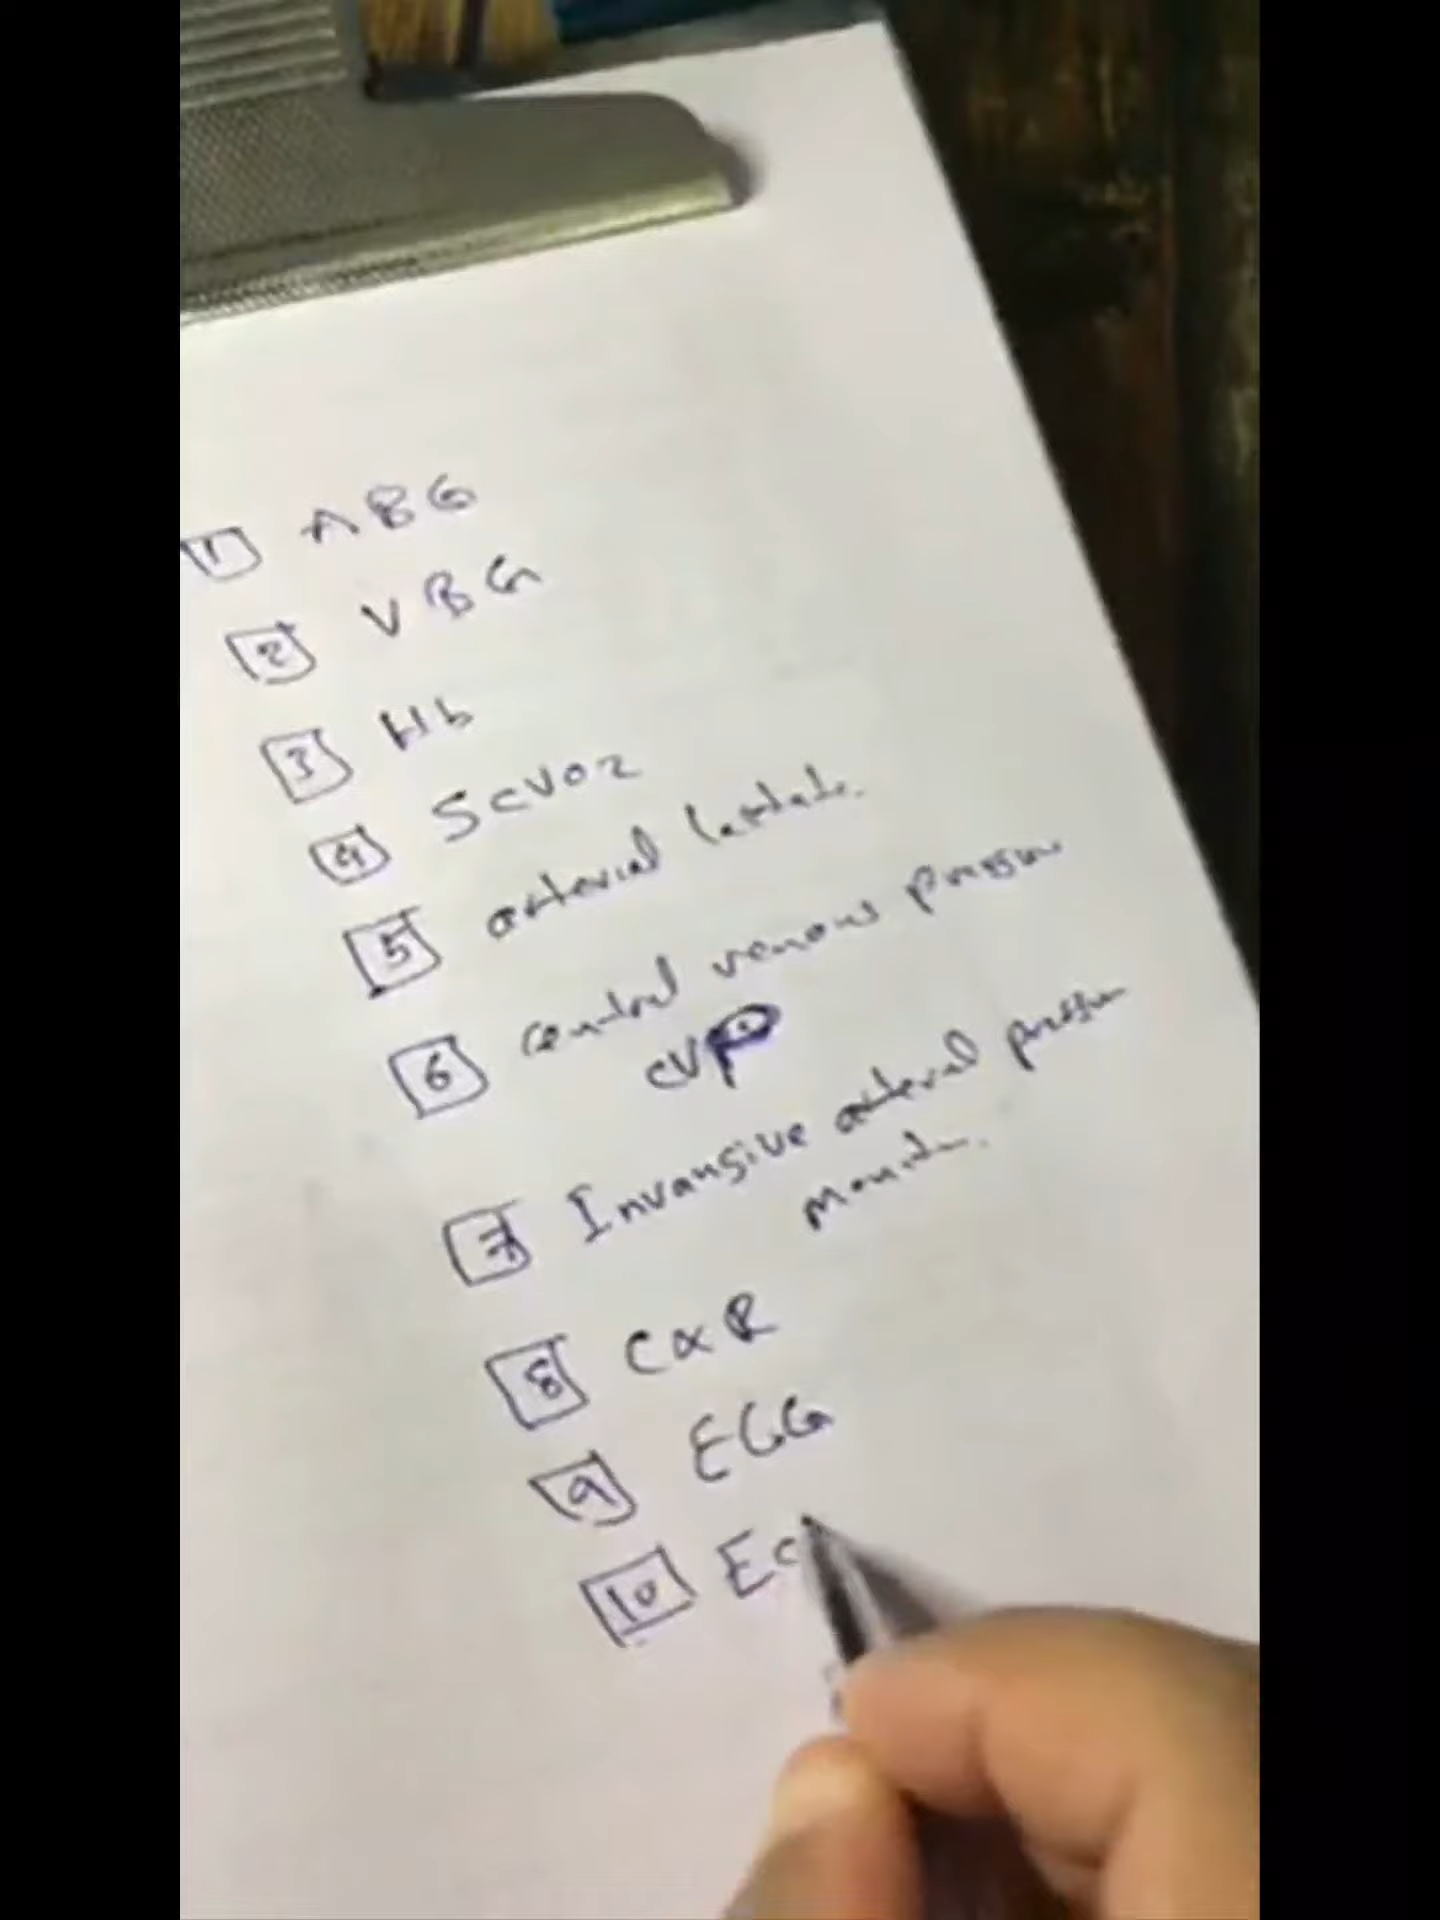 1 ABG
2 VBG
3 Hb
4 Scvo2
5 arterial lactate.
6 central venous pressure
CVP
7 Invansive arterial pressure
monitor.
8 CXR
9 ECG
10 Ec